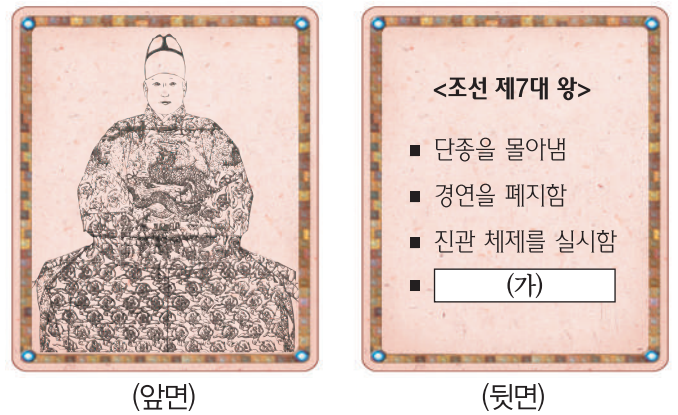 <조선 제7대 왕>
■ 단종을 몰아냄
■ 경연을 폐지함
■ 진관 체제를 실시함
■ (가)
(앞면)
(뒷면)